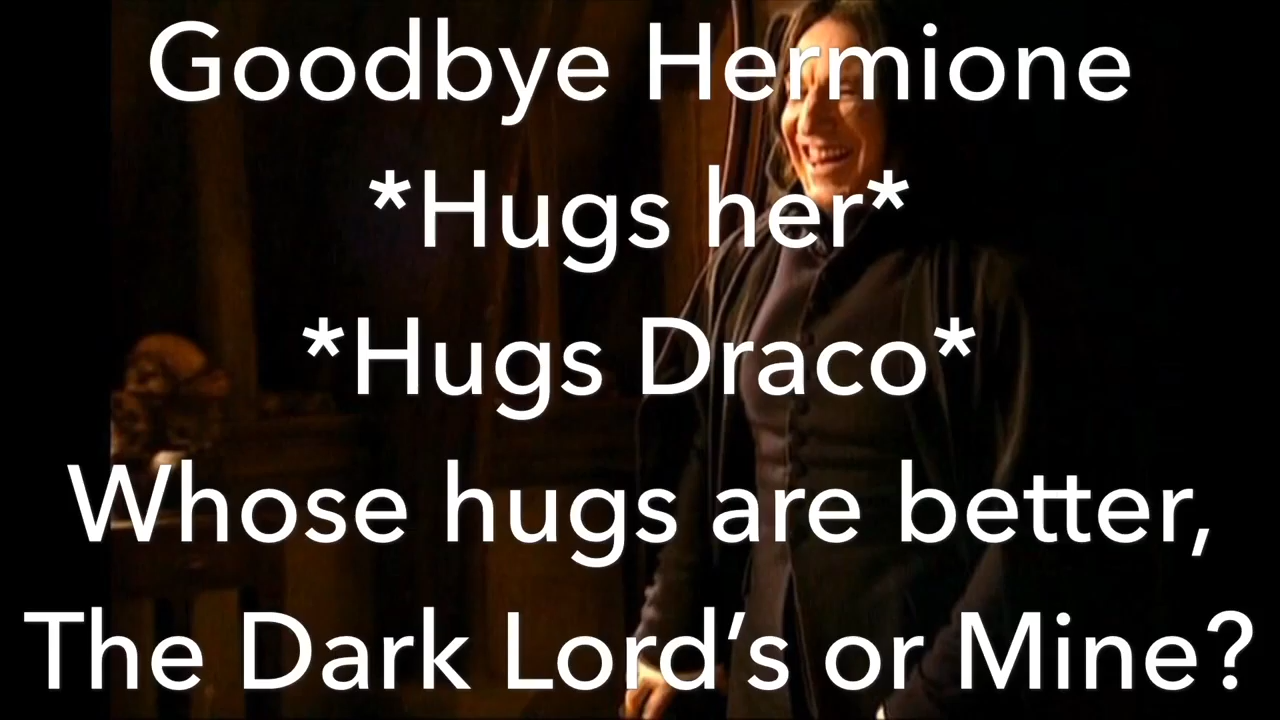 Goodbye Hermione
*Hugs her*
*Hugs Draco*
Whose hugs are better,
The Dark Lord’s or Mine?